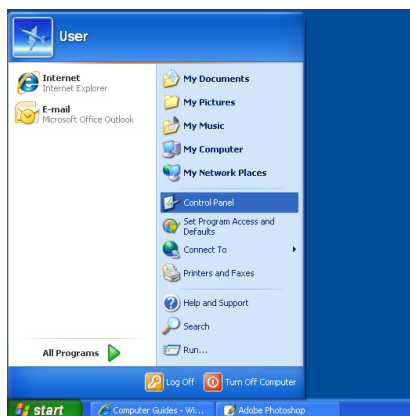 User
Internet
Internet Explorer
E-mail
Microsoft Office Outlook
All Programs
My Documents
My Pictures
My Music
My Computer
My Network Places
Control Panel
Set Program Access and
Defaults
Connect To
Printers and Faxes
Help and Support
Search
Run...
Log Off
Turn Off Computer
start
Computer Guides - Wi...
Adobe Photoshop